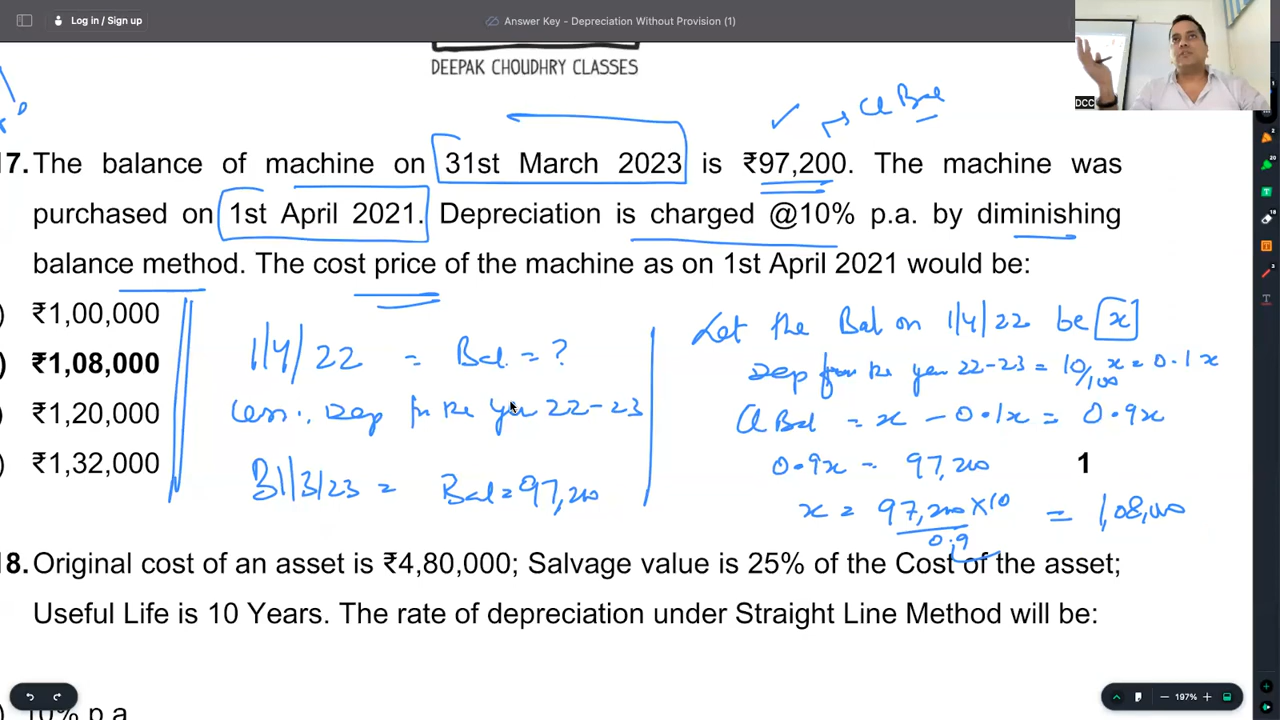 Log in / Sign up
Answer Key - Depreciation Without Provision (1)
DEEPAK CHOUDHRY CLASSES
DCC
Cl Bal
17. The balance of machine on 31st March 2023 is ₹97,200. The machine was
purchased on 1st April 2021. Depreciation is charged @10% p.a. by diminishing
balance method. The cost price of the machine as on 1st April 2021 would be:
) ₹1,00,000
) ₹1,08,000
) ₹1,20,000
) ₹1,32,000
1/4/22 = Bal = ?
Less: Dep for the year 22-23
31/3/23 = Bal = 97,200
Let the Bal on 1/4/22 be x
Dep for the year 22-23 = 10/100 x = 0.1x
Cl Bal = x - 0.1x = 0.9x
0.9x = 97,200
1
x = 97,200 x 10 = 1,08,000
0.9
18. Original cost of an asset is ₹4,80,000; Salvage value is 25% of the Cost of the asset;
Useful Life is 10 Years. The rate of depreciation under Straight Line Method will be:
10% p.a
197%